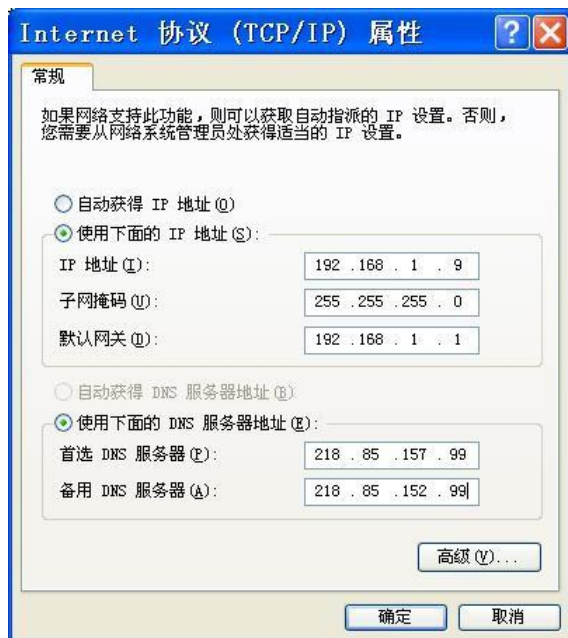 Internet 协议 (TCP/IP) 属性
常规
如果网络支持此功能，则可以获取自动指派的 IP 设置。否则，
您需要从网络系统管理员处获得适当的 IP 设置。
自动获得 IP 地址(O)
使用下面的 IP 地址(S):
IP 地址(I): 192 .168 . 1 . 9
子网掩码(U): 255 .255 .255 . 0
默认网关(D): 192 .168 . 1 . 1
自动获得 DNS 服务器地址(B)
使用下面的 DNS 服务器地址(E):
首选 DNS 服务器(P): 218 . 85 .157 . 99
备用 DNS 服务器(A): 218 . 85 .152 . 99
高级(V)...
确定 取消